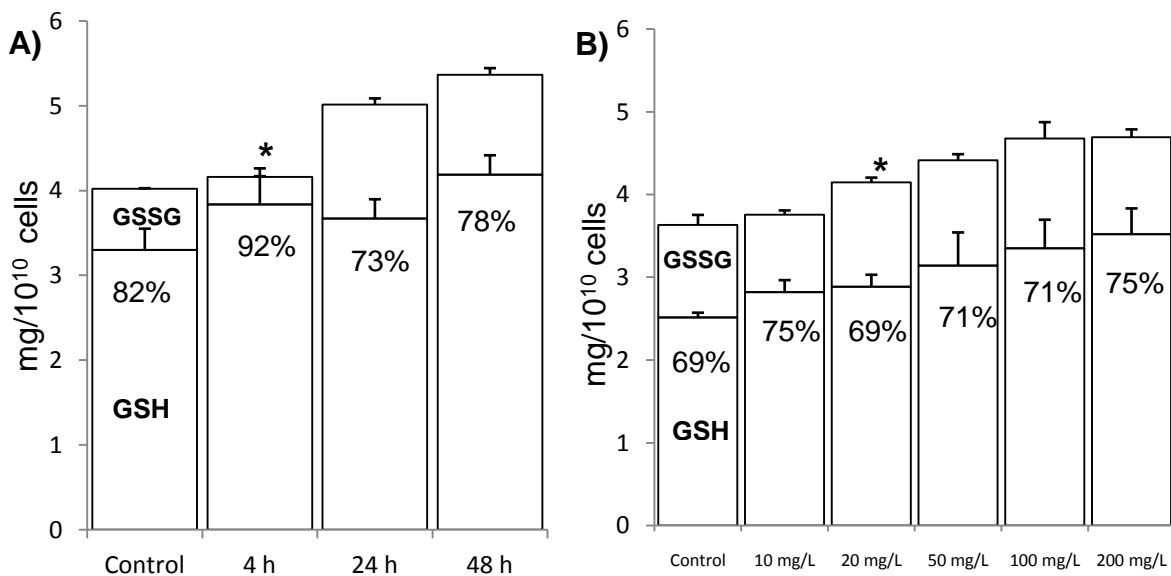 A)
mg/10¹⁰ cells
6
5
4
3
2
1
0
*
GSSG
82%
92%
73%
78%
GSH
Control 4 h 24 h 48 h
B)
mg/10¹⁰ cells
6
5
4
3
2
1
0
*
GSSG
69%
75%
69%
71%
71%
75%
GSH
Control 10 mg/L 20 mg/L 50 mg/L 100 mg/L 200 mg/L